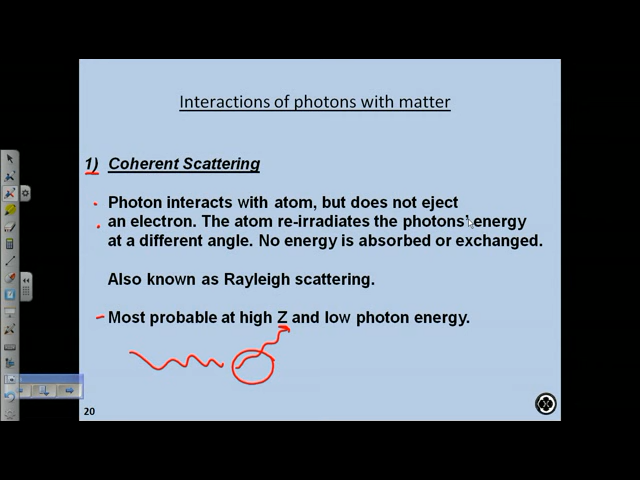 Interactions of photons with matter
1) Coherent Scattering
Photon interacts with atom, but does not eject
an electron. The atom re-irradiates the photons' energy
at a different angle. No energy is absorbed or exchanged.
Also known as Rayleigh scattering.
Most probable at high Z and low photon energy.
20